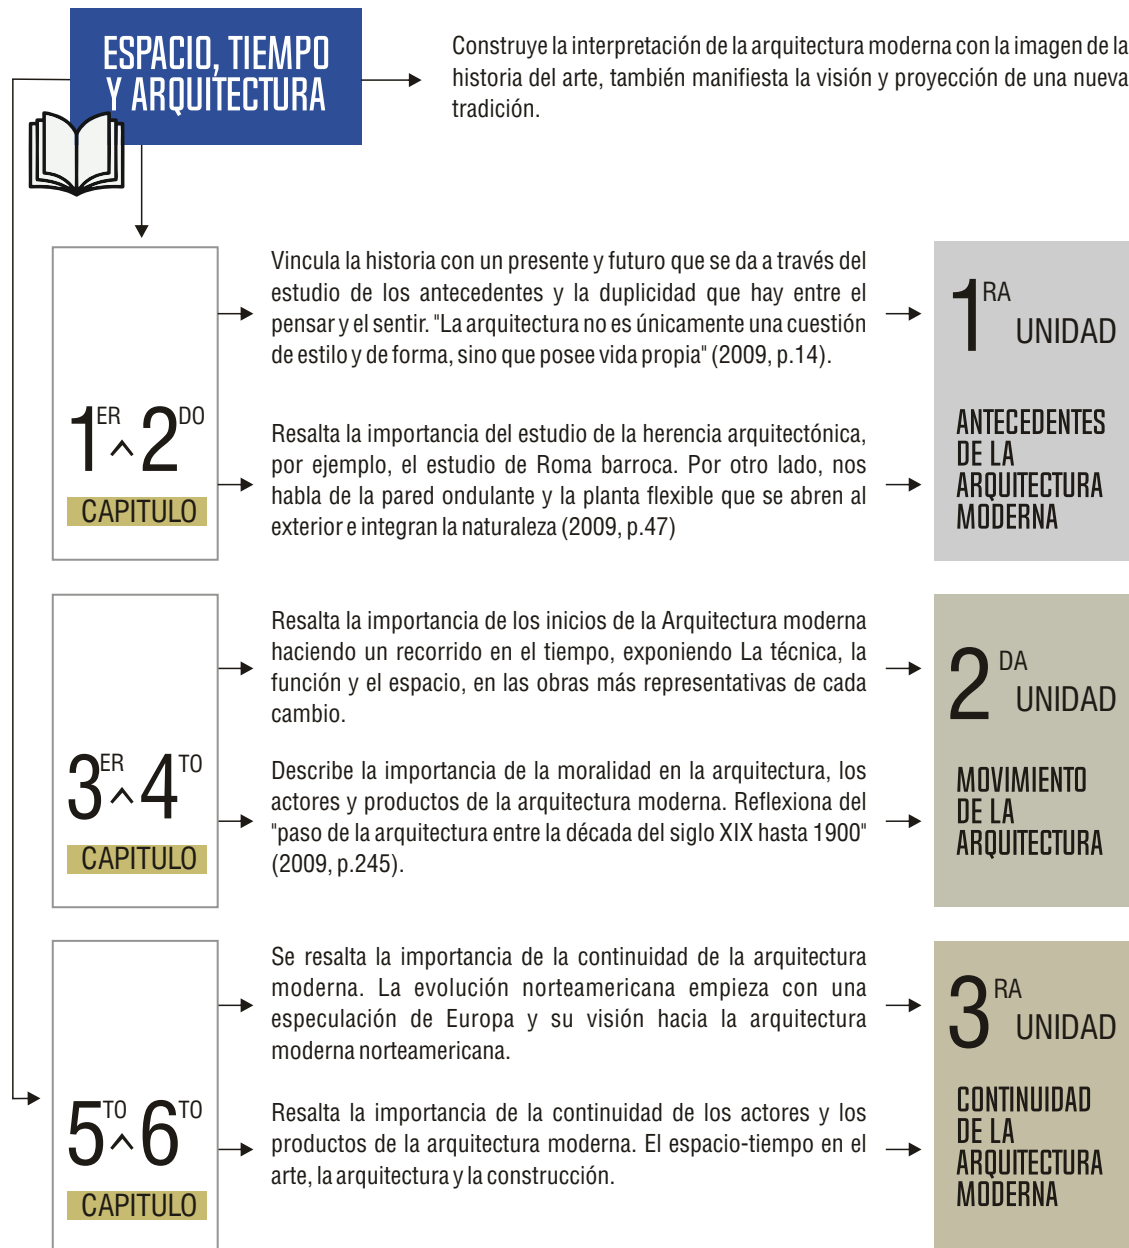 ESPACIO, TIEMPO
Y ARQUITECTURA
Construye la interpretación de la arquitectura moderna con la imagen de la
historia del arte, también manifiesta la visión y proyección de una nueva
tradición.
1ER ^ 2DO
CAPITULO
Vincula la historia con un presente y futuro que se da a través del
estudio de los antecedentes y la duplicidad que hay entre el
pensar y el sentir. "La arquitectura no es únicamente una cuestión
de estilo y de forma, sino que posee vida propia" (2009, p.14).
Resalta la importancia del estudio de la herencia arquitectónica,
por ejemplo, el estudio de Roma barroca. Por otro lado, nos
habla de la pared ondulante y la planta flexible que se abren al
exterior e integran la naturaleza (2009, p.47)
1RA
UNIDAD
ANTECEDENTES
DE LA
ARQUITECTURA
MODERNA
3ER ^ 4TO
CAPITULO
Resalta la importancia de los inicios de la Arquitectura moderna
haciendo un recorrido en el tiempo, exponiendo La técnica, la
función y el espacio, en las obras más representativas de cada
cambio.
Describe la importancia de la moralidad en la arquitectura, los
actores y productos de la arquitectura moderna. Reflexiona del
"paso de la arquitectura entre la década del siglo XIX hasta 1900"
(2009, p.245).
2DA
UNIDAD
MOVIMIENTO
DE LA
ARQUITECTURA
5TO ^ 6TO
CAPITULO
Se resalta la importancia de la continuidad de la arquitectura
moderna. La evolución norteamericana empieza con una
especulación de Europa y su visión hacia la arquitectura
moderna norteamericana.
Resalta la importancia de la continuidad de los actores y los
productos de la arquitectura moderna. El espacio-tiempo en el
arte, la arquitectura y la construcción.
3RA
UNIDAD
CONTINUIDAD
DE LA
ARQUITECTURA
MODERNA